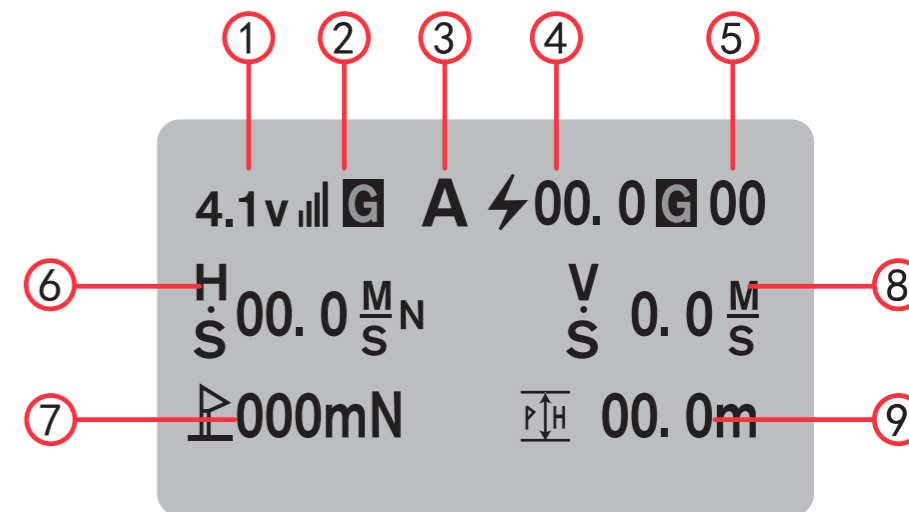 ① ② ③ ④ ⑤
4.1v G A 00. 0 G 00
⑥ H·S 00. 0 M/S N V·S 0. 0 M/S ⑧
⑦ 000mN PH 00. 0m ⑨